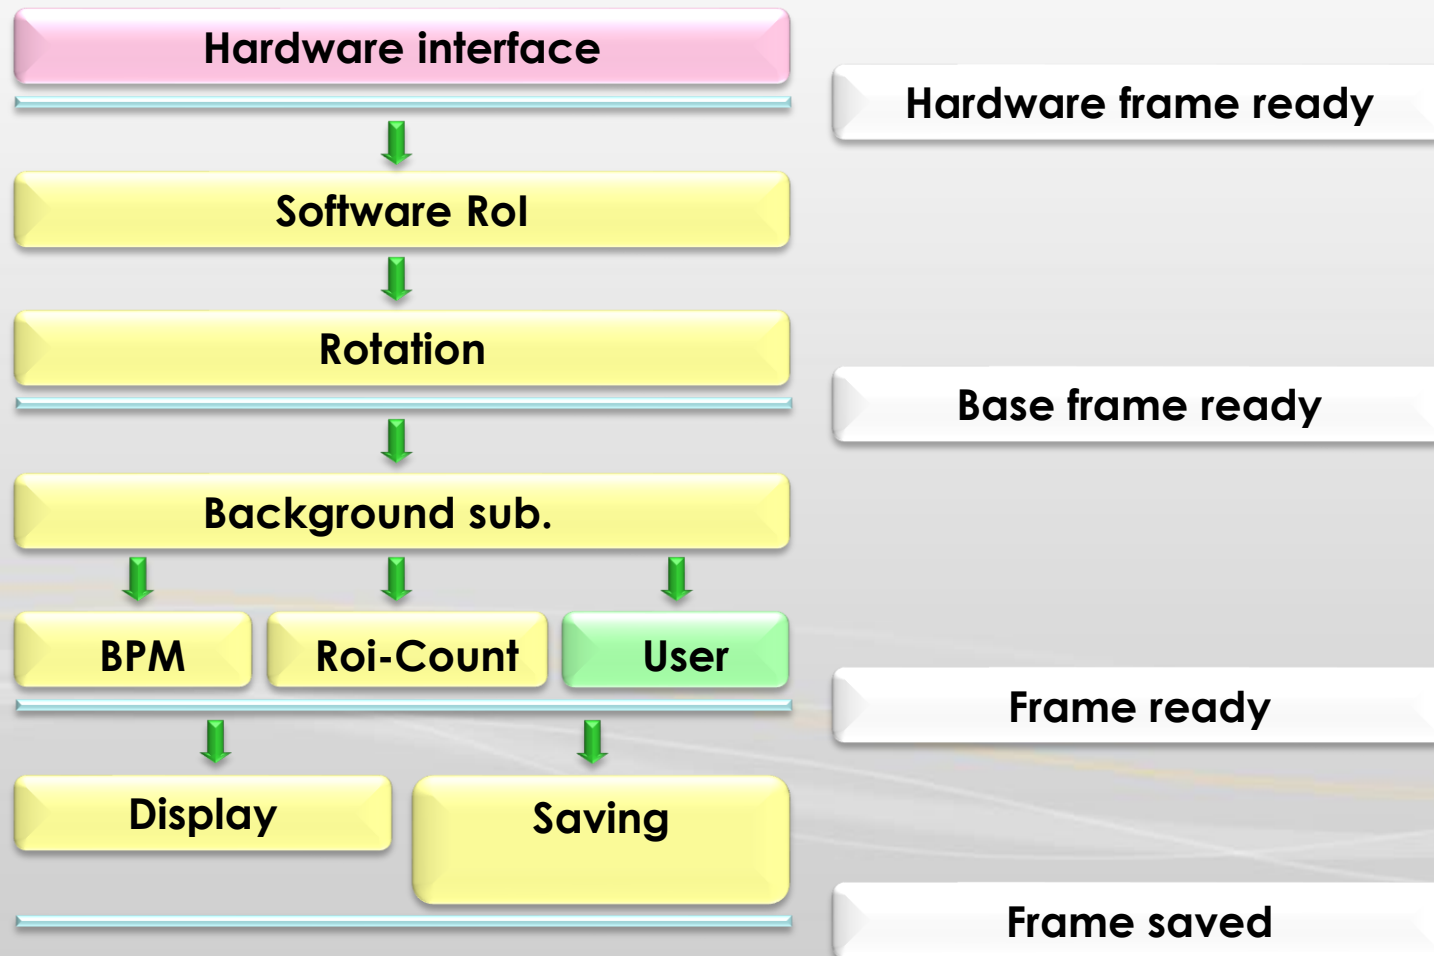 Hardware interface
Hardware frame ready
Software RoI
Rotation
Base frame ready
Background sub.
BPM
Roi-Count
User
Frame ready
Display
Saving
Frame saved